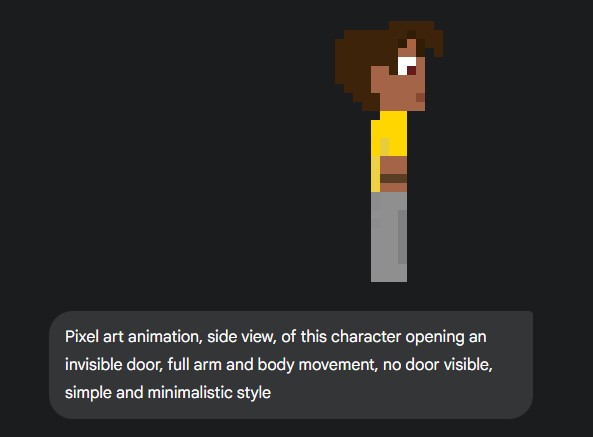 Pixel art animation, side view, of this character opening an
invisible door, full arm and body movement, no door visible,
simple and minimalistic style